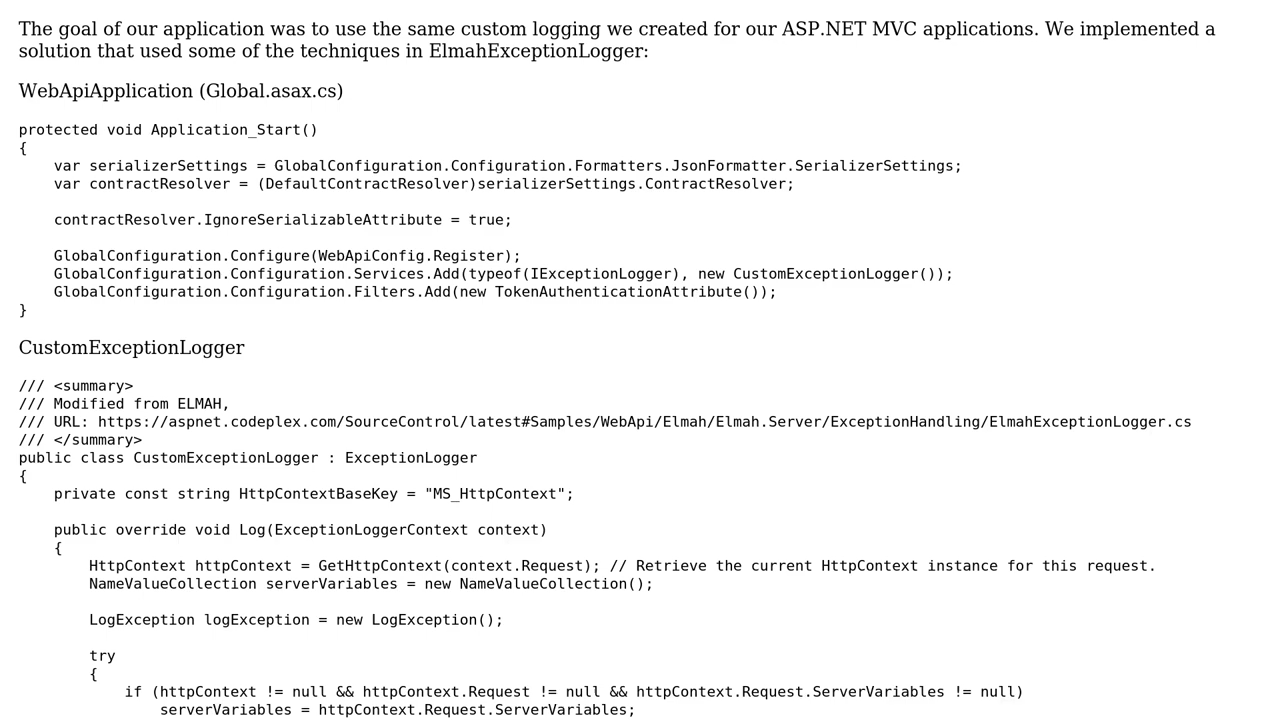 The goal of our application was to use the same custom logging we created for our ASP.NET MVC applications. We implemented a
solution that used some of the techniques in ElmahExceptionLogger:
WebApiApplication (Global.asax.cs)
protected void Application_Start()
{
    var serializerSettings = GlobalConfiguration.Configuration.Formatters.JsonFormatter.SerializerSettings;
    var contractResolver = (DefaultContractResolver)serializerSettings.ContractResolver;
    contractResolver.IgnoreSerializableAttribute = true;
    GlobalConfiguration.Configure(WebApiConfig.Register);
    GlobalConfiguration.Configuration.Services.Add(typeof(IExceptionLogger), new CustomExceptionLogger());
    GlobalConfiguration.Configuration.Filters.Add(new TokenAuthenticationAttribute());
}
CustomExceptionLogger
/// <summary>
/// Modified from ELMAH,
/// URL: https://aspnet.codeplex.com/SourceControl/latest#Samples/WebApi/Elmah/Elmah.Server/ExceptionHandling/ElmahExceptionLogger.cs
/// </summary>
public class CustomExceptionLogger : ExceptionLogger
{
    private const string HttpContextBaseKey = "MS_HttpContext";
    public override void Log(ExceptionLoggerContext context)
    {
        HttpContext httpContext = GetHttpContext(context.Request); // Retrieve the current HttpContext instance for this request.
        NameValueCollection serverVariables = new NameValueCollection();
        LogException logException = new LogException();
        try
        {
            if (httpContext != null && httpContext.Request != null && httpContext.Request.ServerVariables != null)
                serverVariables = httpContext.Request.ServerVariables;